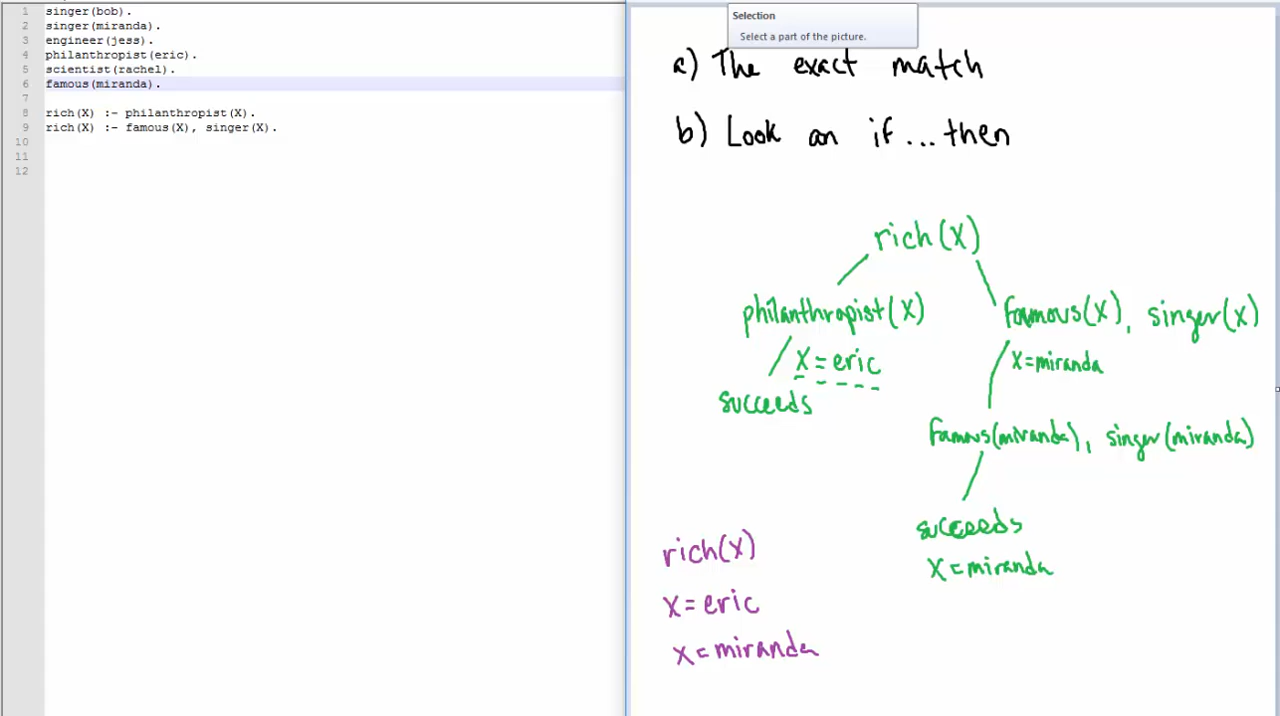 1 singer(bob).
2 singer(miranda).
3 engineer(jess).
4 philanthropist(eric).
5 scientist(rachel).
6 famous(miranda).
7
8 rich(X) :- philanthropist(X).
9 rich(X) :- famous(X), singer(X).
10
11
12
Selection
Select a part of the picture.
a) The exact match
b) Look an if...then
rich(X)
philanthropist(X)
famous(X), singer(X)
X = eric
X=miranda
succeeds
famous(miranda), singer(miranda)
succeeds
X=miranda
rich(X)
X=eric
X=miranda